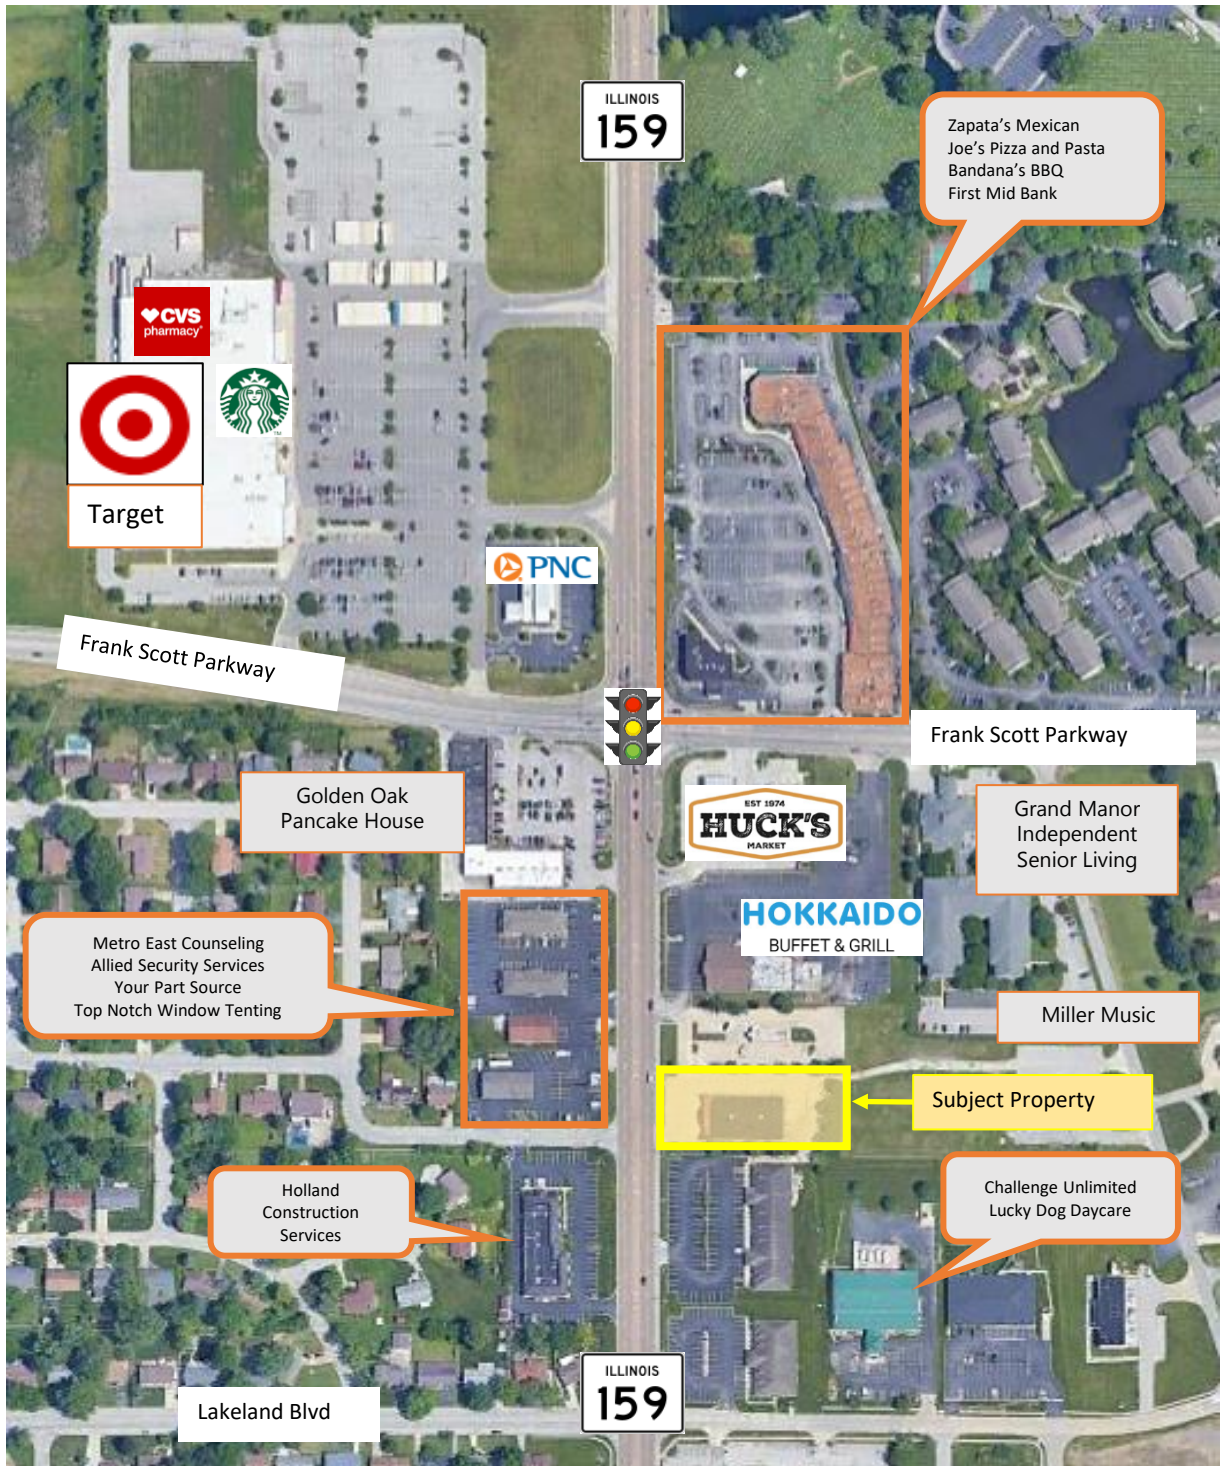 ILLINOIS
159
Zapata's Mexican
Joe's Pizza and Pasta
Bandana's BBQ
First Mid Bank
CVS
pharmacy
Target
PNC
Frank Scott Parkway
Frank Scott Parkway
Golden Oak
Pancake House
EST 1974
HUCK'S
MARKET
Grand Manor
Independent
Senior Living
HOKKAIDO
BUFFET & GRILL
Metro East Counseling
Allied Security Services
Your Part Source
Top Notch Window Tenting
Miller Music
Subject Property
Holland
Construction
Services
Challenge Unlimited
Lucky Dog Daycare
ILLINOIS
159
Lakeland Blvd